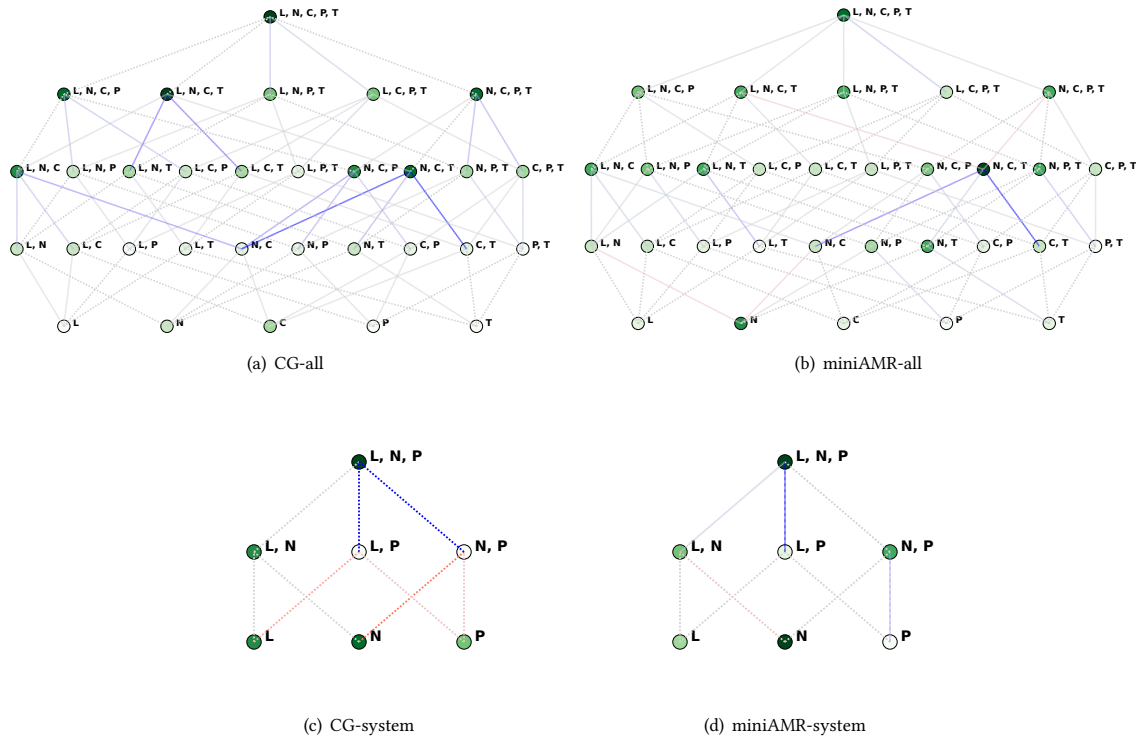 L, N, C, P, T
L, N, C, P
L, N, C, T
L, N, P, T
L, C, P, T
N, C, P, T
L, N, C
L, N, P
L, N, T
L, C, P
L, C, T
L, P, T
N, C, P
N, C, T
N, P, T
C, P, T
L, N
L, C
L, P
L, T
N, C
N, P
N, T
C, P
C, T
P, T
L
N
C
P
T
(a) CG-all
L, N, C, P, T
L, N, C, P
L, N, C, T
L, N, P, T
L, C, P, T
N, C, P, T
L, N, C
L, N, P
L, N, T
L, C, P
L, C, T
L, P, T
N, C, P
N, C, T
N, P, T
C, P, T
L, N
L, C
L, P
L, T
N, C
N, P
N, T
C, P
C, T
P, T
L
N
C
P
T
(b) miniAMR-all
L, N, P
L, N
L, P
N, P
L
N
P
(c) CG-system
L, N, P
L, N
L, P
N, P
L
N
P
(d) miniAMR-system